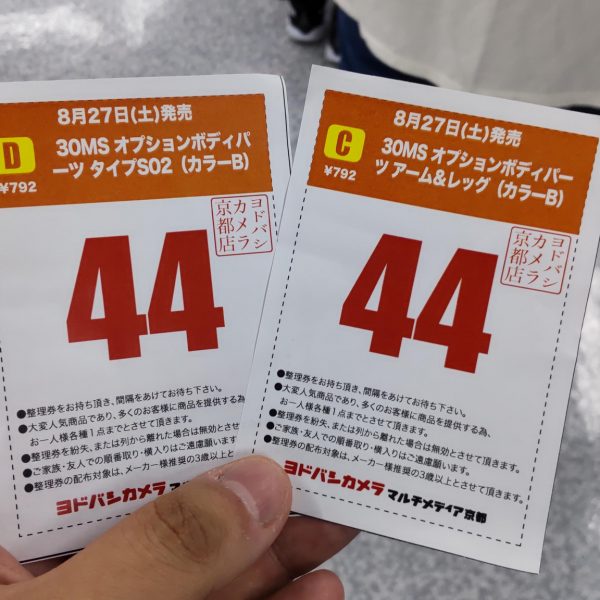 8月27日(土)発売
D
¥792
30MS オプションボディパ
ーツ タイプS02（カラーB）
ヨドバシ
カメラ
京都店
44
●整理券をお持ち頂き、間隔をあけてお待ち下さい。
●大変人気商品であり、多くのお客様に商品を提供する為、
お一人様各種1点までとさせて頂きます。
●整理券を紛失、または列から離れた場合は無効とさせて頂
●ご家族・友人での順番取り・横入りはご遠慮願います
●整理券の配布対象は、メーカー様推奨の3歳以上と
ヨドバシカメラ マ
8月27日(土)発売
C
¥792
30MS オプションボディパー
ツ アーム&レッグ（カラーB）
ヨドバシ
カメラ
京都店
44
●整理券をお持ち頂き、間隔をあけてお待ち下さい。
●大変人気商品であり、多くのお客様に商品を提供する為、
お一人様各種1点までとさせて頂きます。
●整理券を紛失、または列から離れた場合は無効とさせて頂きます。
●ご家族・友人での順番取り・横入りはご遠慮願います。
●整理券の配布対象は、メーカー様推奨の3歳以上とさせて頂きます。
ヨドバシカメラ マルチメディア京都